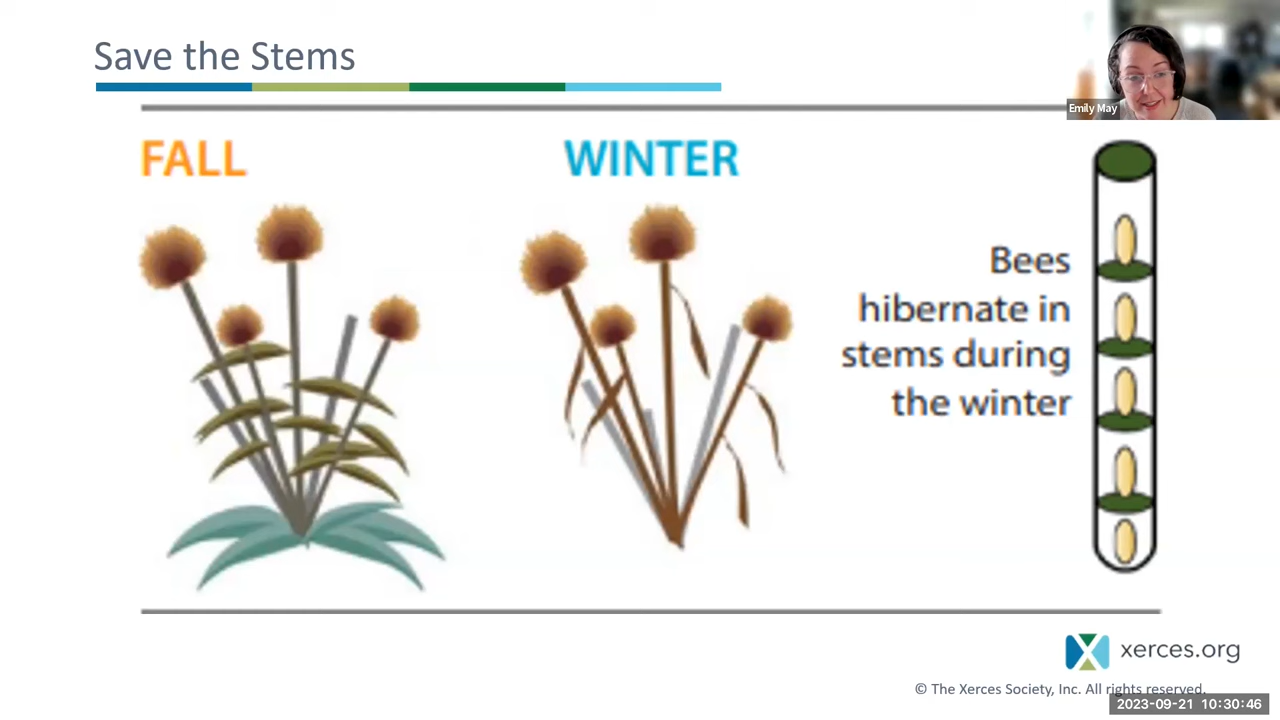 Save the Stems
Emily May
FALL
WINTER
Bees
hibernate in
stems during
the winter
xerces.org
© The Xerces Society, Inc. All rights reserved.
2023-09-21 10:30:46